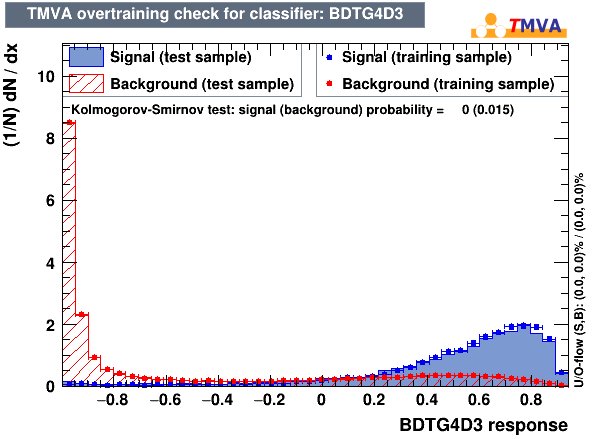 TMVA overtraining check for classifier: BDTG4D3
TMVA
(1/N) dN / dx
Signal (test sample)
Background (test sample)
Signal (training sample)
Background (training sample)
Kolmogorov-Smirnov test: signal (background) probability = 0 (0.015)
10
8
6
4
2
0
−0.8 −0.6 −0.4 −0.2 0 0.2 0.4 0.6 0.8
BDTG4D3 response
U/O-flow (S,B): (0.0, 0.0)% / (0.0, 0.0)%